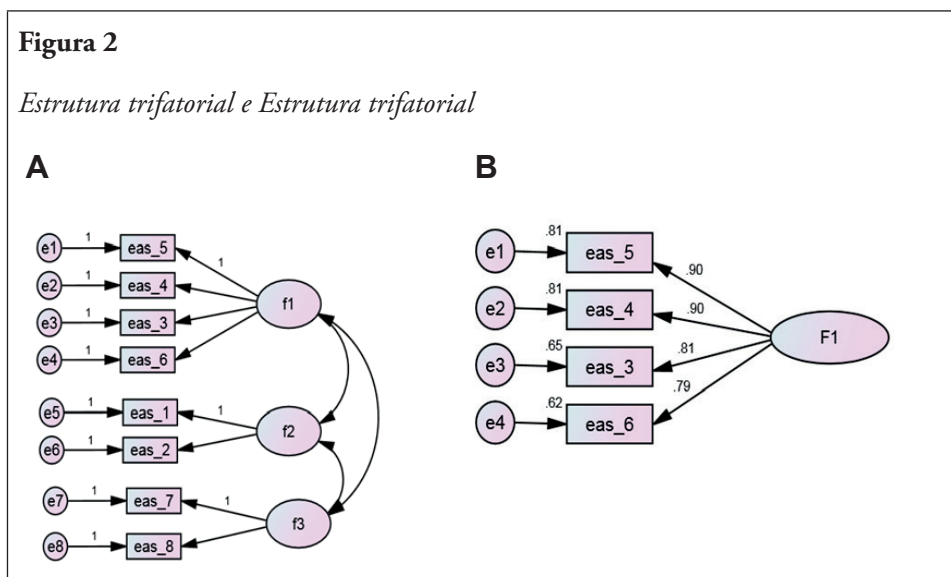 Figura 2
Estrutura trifatorial e Estrutura trifatorial
A
e1 1 eas_5
e2 1 eas_4
e3 1 eas_3
e4 1 eas_6
1
f1
e5 1 eas_1 1
e6 1 eas_2
f2
e7 1 eas_7 1
e8 1 eas_8
f3
B
e1 .81 eas_5 .90
e2 .81 eas_4 .90
e3 .65 eas_3 .81
e4 .62 eas_6 .79
F1